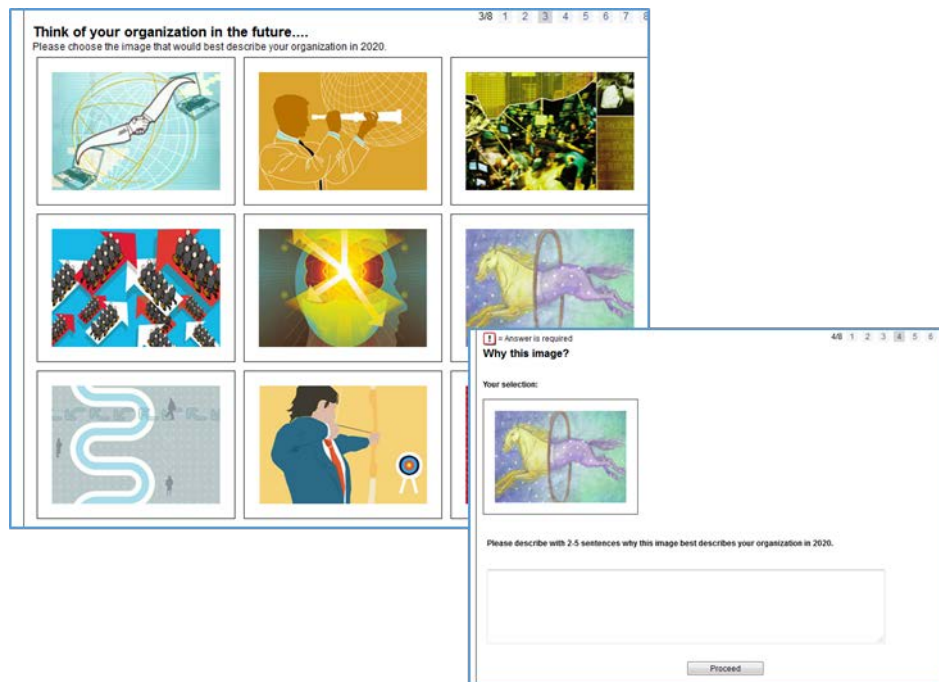 3/8 1 2 3 4 5 6 7 8
Think of your organization in the future....
Please choose the image that would best describe your organization in 2020.
! = Answer is required
4/8 1 2 3 4 5 6
Why this image?
Your selection:
Please describe with 2-5 sentences why this image best describes your organization in 2020.
Proceed